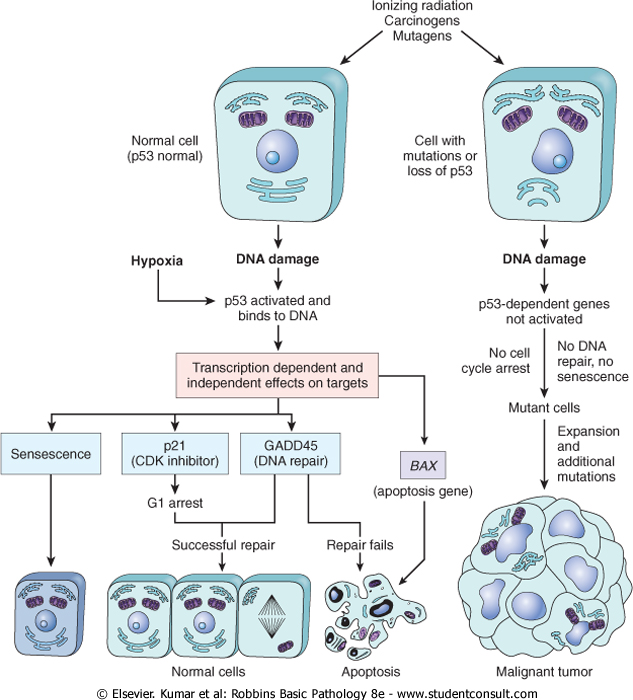 Ionizing radiation
Carcinogens
Mutagens
Normal cell
(p53 normal)
Cell with
mutations or
loss of p53
Hypoxia
DNA damage
DNA damage
p53 activated and
binds to DNA
p53-dependent genes
not activated
Transcription dependent and
independent effects on targets
No cell
cycle arrest
No DNA
repair, no
senescence
Mutant cells
Sensescence
p21
(CDK inhibitor)
GADD45
(DNA repair)
BAX
(apoptosis gene)
Expansion
and
additional
mutations
G1 arrest
Successful repair
Repair fails
Normal cells
Apoptosis
Malignant tumor
© Elsevier. Kumar et al: Robbins Basic Pathology 8e - www.studentconsult.com